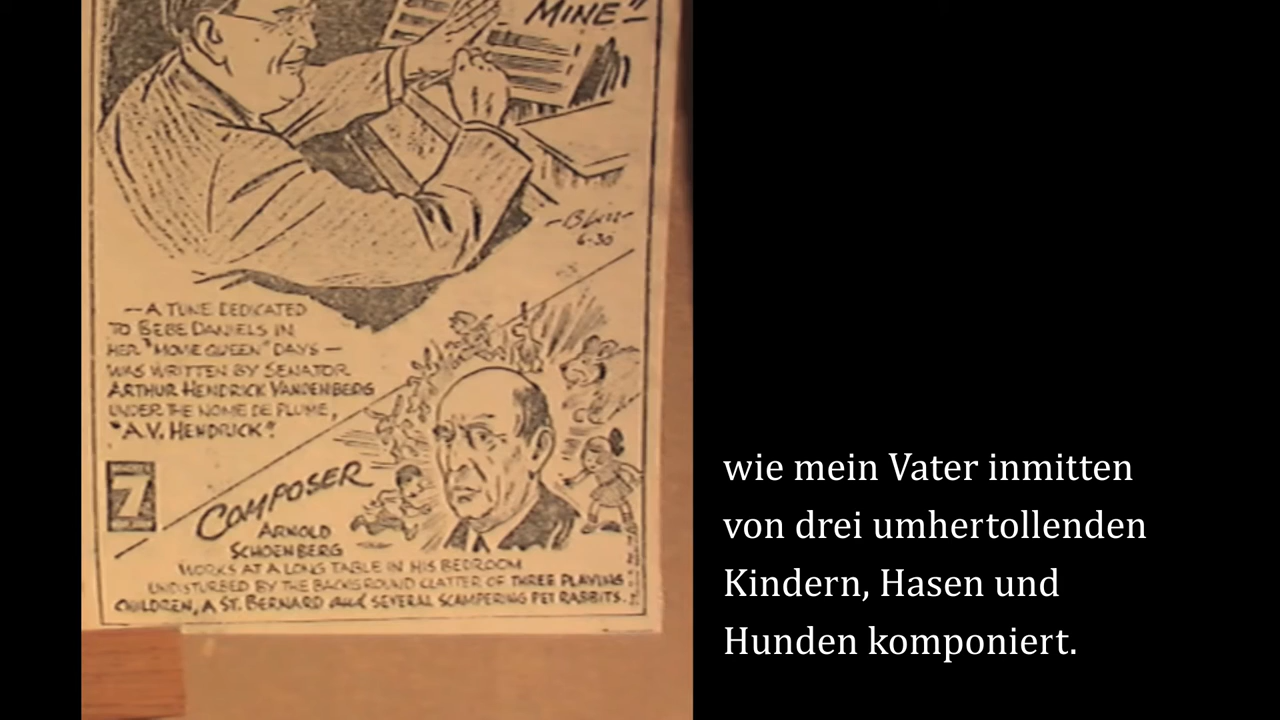 MINE"
Bliss
6-30
— A TUNE DEDICATED
TO BEBE DANIELS IN
HER "MOVIE QUEEN" DAYS —
WAS WRITTEN BY SENATOR
ARTHUR HENDRICK VANDENBERG
UNDER THE NOME DE PLUME,
"A.V. HENDRICK".
7
COMPOSER
ARNOLD
SCHOENBERG
WORKS AT A LONG TABLE IN HIS BEDROOM
UNDISTURBED BY THE BACKGROUND CLATTER OF THREE PLAYING
CHILDREN, A ST. BERNARD and SEVERAL SCAMPERING PET RABBITS.
wie mein Vater inmitten
von drei umhertollenden
Kindern, Hasen und
Hunden komponiert.